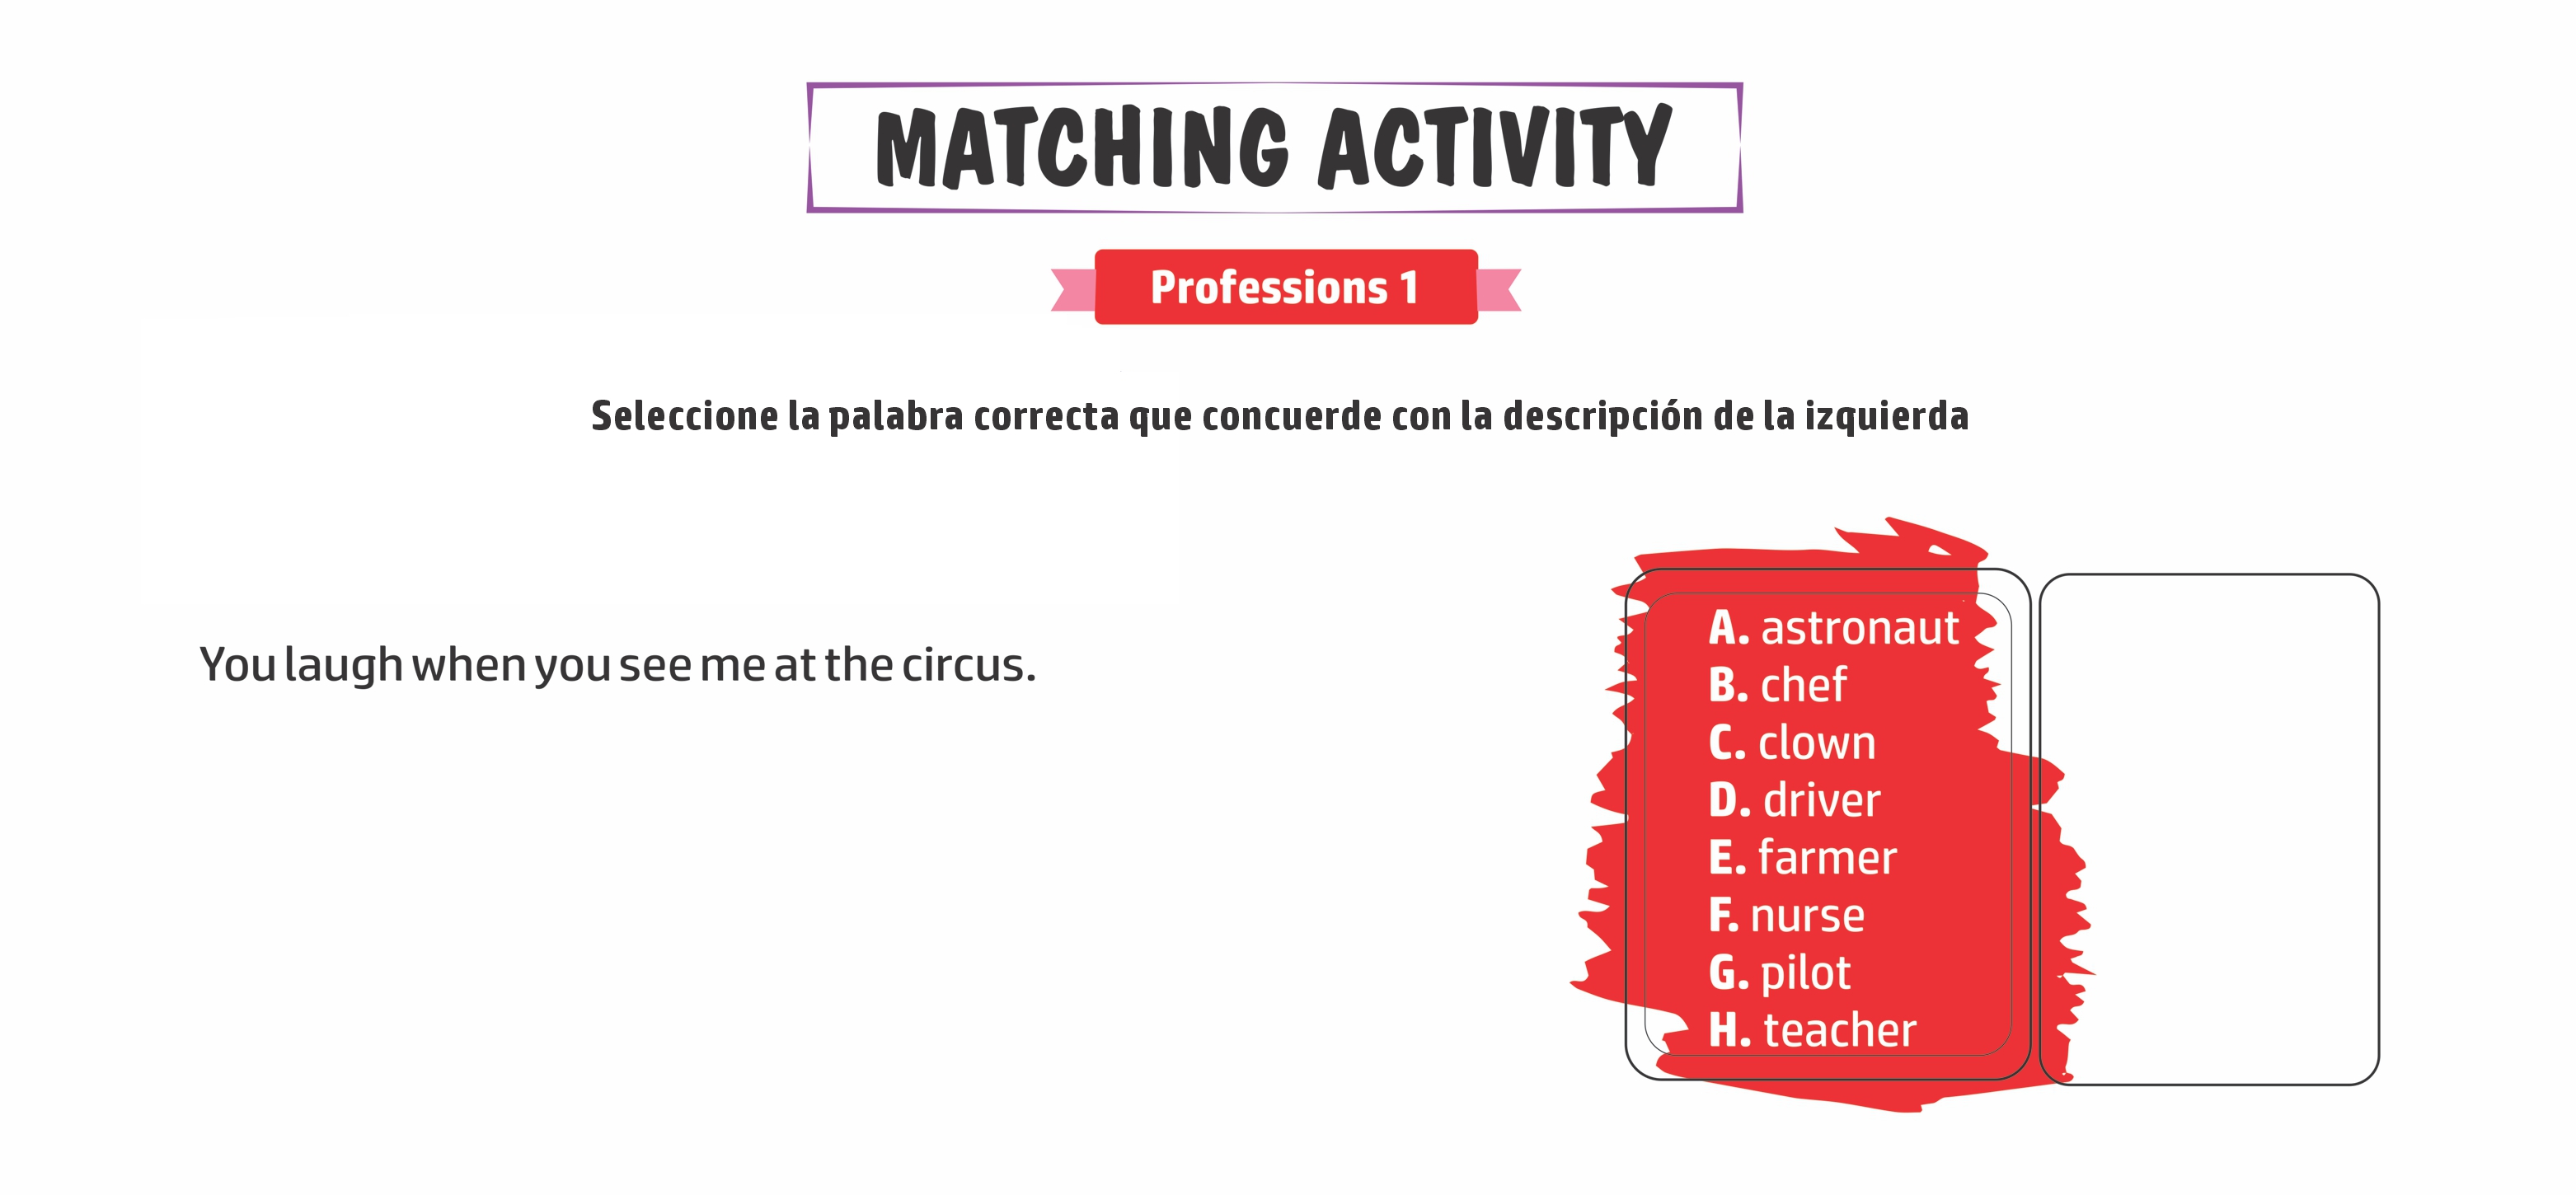 MATCHING ACTIVITY
Professions 1
Seleccione la palabra correcta que concuerde con la descripción de la izquierda
You laugh when you see me at the circus.
A. astronaut
B. chef
C. clown
D. driver
E. farmer
F. nurse
G. pilot
H. teacher